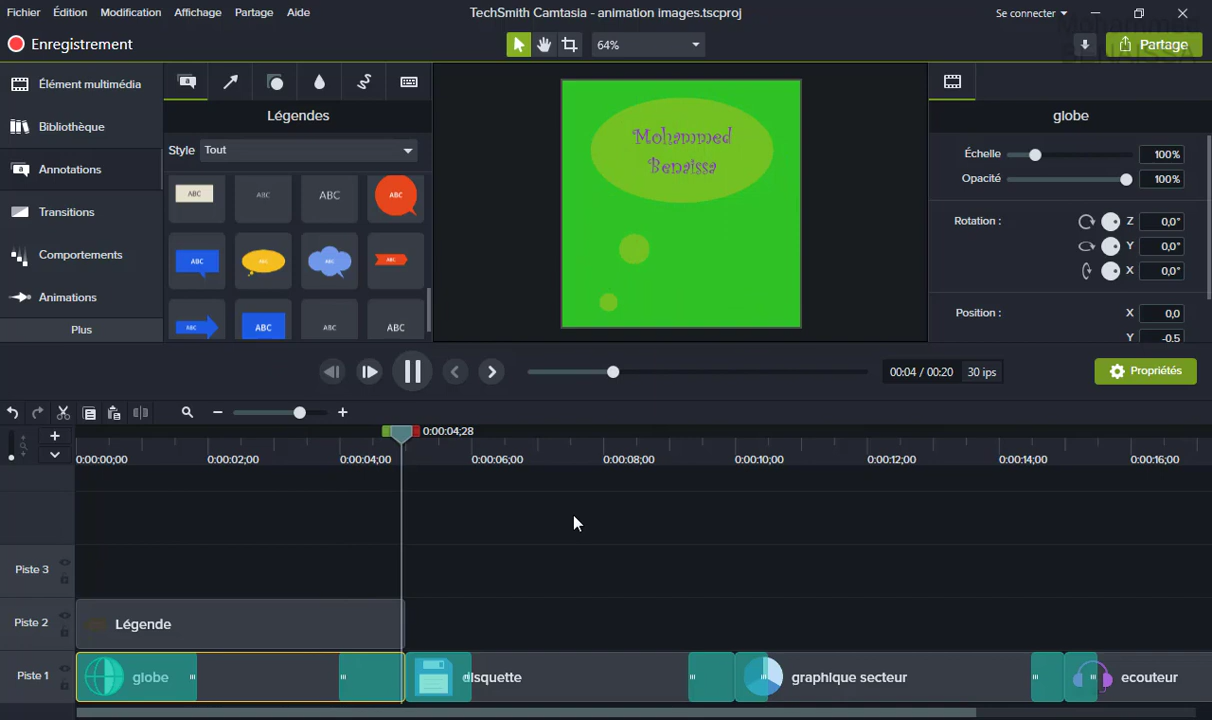 Fichier Édition Modification Affichage Partage Aide TechSmith Camtasia - animation images.tscproj Se connecter
Enregistrement 64% Partage
Élément multimédia
Bibliothèque
Annotations
Transitions
Comportements
Animations
Plus
Légendes
Style Tout
ABC ABC ABC ABC
ABC ABC ABC ABC
ABC ABC ABC ABC
Mohammed
Benaissa
globe
Échelle 100%
Opacité 100%
Rotation : Z 0,0°
Y 0,0°
X 0,0°
Position : X 0,0
Y -0,5
00:04 / 00:20 30 ips Propriétés
0:00:04;28
0:00:00;00 0:00:02;00 0:00:04;00 0:00:06;00 0:00:08;00 0:00:10;00 0:00:12;00 0:00:14;00 0:00:16;00
Piste 3
Piste 2 Légende
Piste 1 globe disquette graphique secteur ecouteur